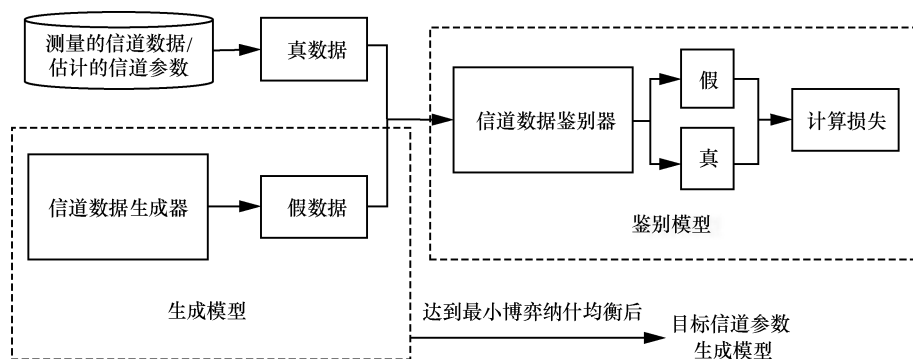 测量的信道数据/
估计的信道参数
真数据
信道数据鉴别器
假
真
计算损失
鉴别模型
信道数据生成器
假数据
生成模型
达到最小博弈纳什均衡后
目标信道参数
生成模型